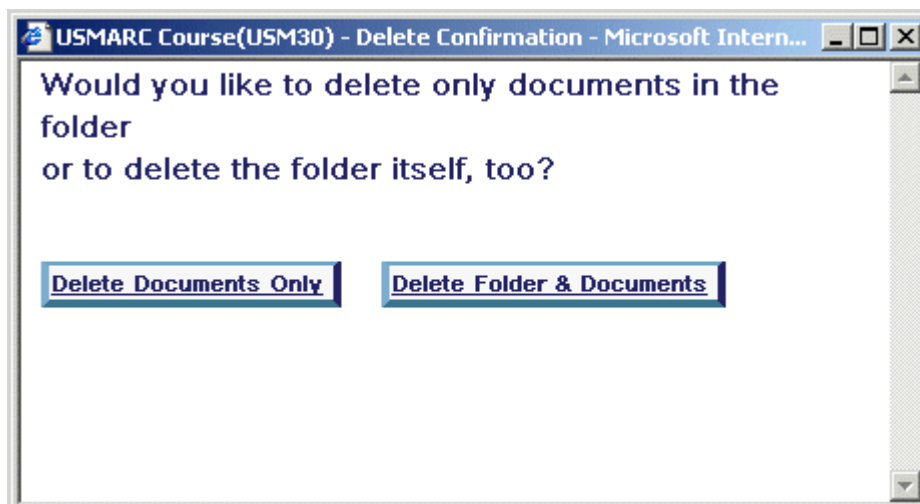 USMARC Course(USM30) - Delete Confirmation - Microsoft Intern...
Would you like to delete only documents in the
folder
or to delete the folder itself, too?
Delete Documents Only
Delete Folder & Documents